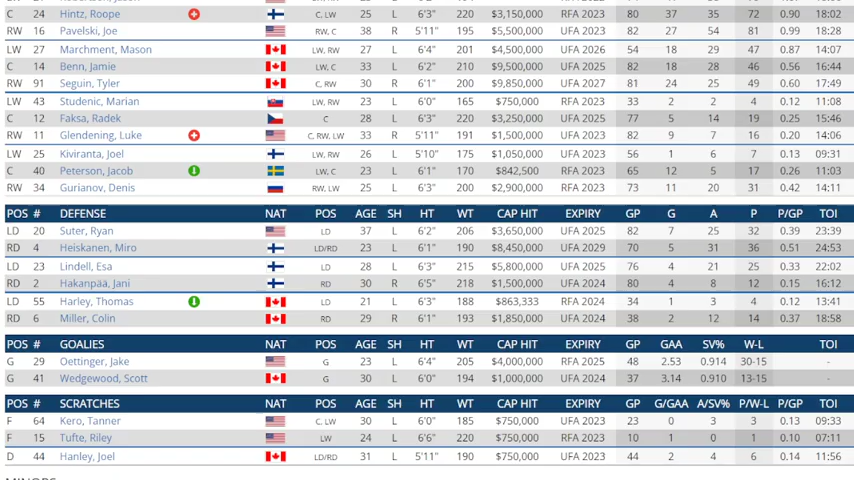 C 24 Hintz, Roope C, LW 25 L 6'3" 220 $3,150,000 RFA 2023 80 37 35 72 0.90 18:02
RW 16 Pavelski, Joe RW, C 38 R 5'11" 195 $5,500,000 UFA 2023 82 27 54 81 0.99 18:28
LW 27 Marchment, Mason LW, RW 27 L 6'4" 201 $4,500,000 UFA 2026 54 18 29 47 0.87 14:07
C 14 Benn, Jamie LW, C 33 L 6'2" 210 $9,500,000 UFA 2025 82 18 28 46 0.56 16:44
RW 91 Seguin, Tyler C, RW 30 R 6'1" 200 $9,850,000 UFA 2027 81 24 25 49 0.60 17:49
LW 43 Studenic, Marian LW, RW 23 L 6'0" 165 $750,000 RFA 2023 33 2 2 4 0.12 11:08
C 12 Faksa, Radek C 28 L 6'3" 220 $3,250,000 UFA 2025 77 5 14 19 0.25 15:46
RW 11 Glendening, Luke C, RW, LW 33 R 5'11" 191 $1,500,000 UFA 2023 82 9 7 16 0.20 14:06
LW 25 Kiviranta, Joel LW, RW 26 L 5'10" 175 $1,050,000 UFA 2023 56 1 6 7 0.13 09:31
C 40 Peterson, Jacob LW, C 23 L 6'1" 170 $842,500 RFA 2023 65 12 5 17 0.26 11:03
RW 34 Gurianov, Denis RW, LW 25 L 6'3" 200 $2,900,000 RFA 2023 73 11 20 31 0.42 14:11
POS # DEFENSE NAT POS AGE SH HT WT CAP HIT EXPIRY GP G A P P/GP TOI
LD 20 Suter, Ryan LD 37 L 6'2" 206 $3,650,000 UFA 2025 82 7 25 32 0.39 23:39
RD 4 Heiskanen, Miro LD/RD 23 L 6'1" 190 $8,450,000 UFA 2029 70 5 31 36 0.51 24:53
LD 23 Lindell, Esa LD 28 L 6'3" 215 $5,800,000 UFA 2025 76 4 21 25 0.33 22:02
RD 2 Hakanpää, Jani RD 30 R 6'5" 218 $1,500,000 UFA 2024 80 4 8 12 0.15 16:12
LD 55 Harley, Thomas LD 21 L 6'3" 188 $863,333 RFA 2024 34 1 3 4 0.12 13:41
RD 6 Miller, Colin RD 29 R 6'1" 193 $1,850,000 UFA 2024 38 2 12 14 0.37 18:58
POS # GOALIES NAT POS AGE SH HT WT CAP HIT EXPIRY GP GAA SV% W-L TOI
G 29 Oettinger, Jake G 23 L 6'4" 205 $4,000,000 RFA 2025 48 2.53 0.914 30-15 -
G 41 Wedgewood, Scott G 30 L 6'0" 194 $1,000,000 UFA 2024 37 3.14 0.910 13-15 -
POS # SCRATCHES NAT POS AGE SH HT WT CAP HIT EXPIRY GP G/GAA A/SV% P/W-L P/GP TOI
F 64 Kero, Tanner C, LW 30 L 6'0" 185 $750,000 UFA 2023 23 0 3 3 0.13 09:33
F 15 Tufte, Riley LW 24 L 6'6" 220 $750,000 RFA 2023 10 1 0 1 0.10 07:11
D 44 Hanley, Joel LD/RD 31 L 5'11" 190 $750,000 UFA 2024 44 2 4 6 0.14 11:56